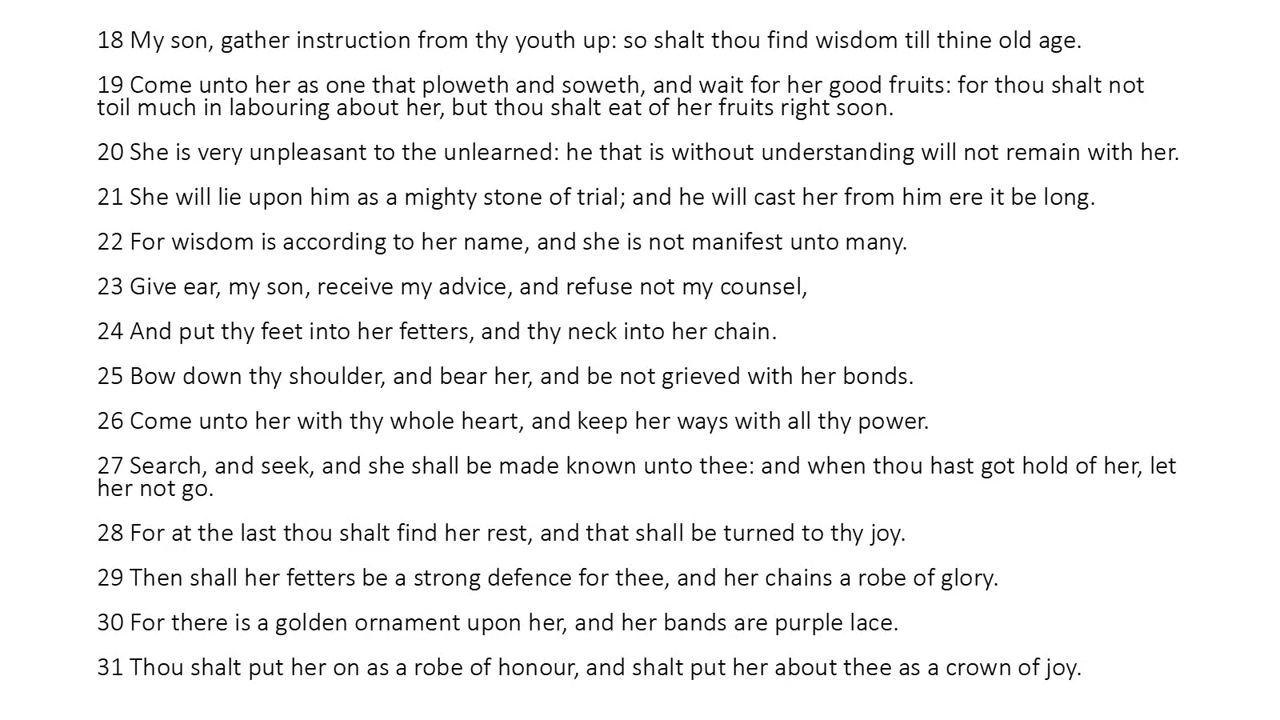 18 My son, gather instruction from thy youth up: so shalt thou find wisdom till thine old age.
19 Come unto her as one that ploweth and soweth, and wait for her good fruits: for thou shalt not
toil much in labouring about her, but thou shalt eat of her fruits right soon.
20 She is very unpleasant to the unlearned: he that is without understanding will not remain with her.
21 She will lie upon him as a mighty stone of trial; and he will cast her from him ere it be long.
22 For wisdom is according to her name, and she is not manifest unto many.
23 Give ear, my son, receive my advice, and refuse not my counsel,
24 And put thy feet into her fetters, and thy neck into her chain.
25 Bow down thy shoulder, and bear her, and be not grieved with her bonds.
26 Come unto her with thy whole heart, and keep her ways with all thy power.
27 Search, and seek, and she shall be made known unto thee: and when thou hast got hold of her, let
her not go.
28 For at the last thou shalt find her rest, and that shall be turned to thy joy.
29 Then shall her fetters be a strong defence for thee, and her chains a robe of glory.
30 For there is a golden ornament upon her, and her bands are purple lace.
31 Thou shalt put her on as a robe of honour, and shalt put her about thee as a crown of joy.